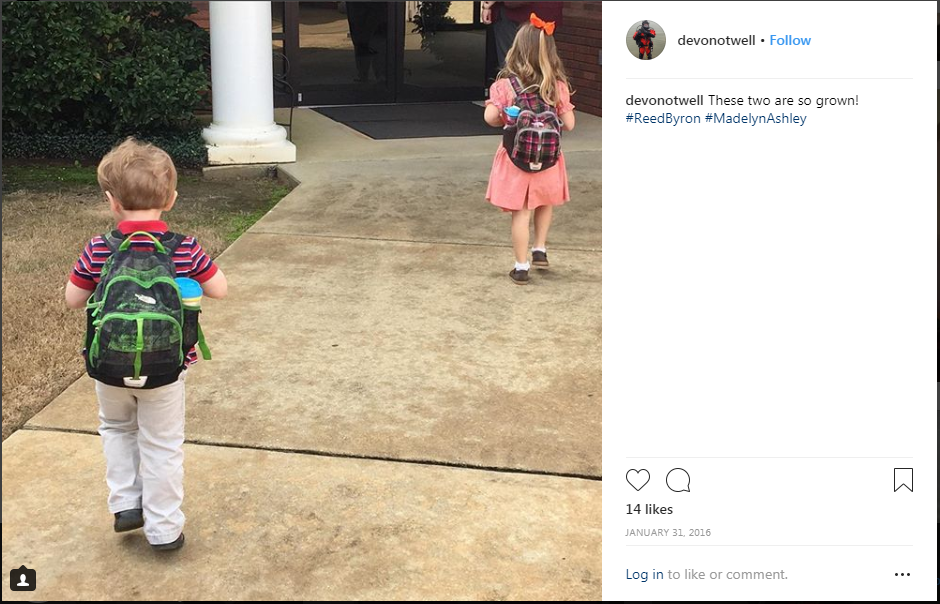 devonotwell • Follow
devonotwell These two are so grown!
#ReedByron #MadelynAshley
14 likes
JANUARY 31, 2016
Log in to like or comment.